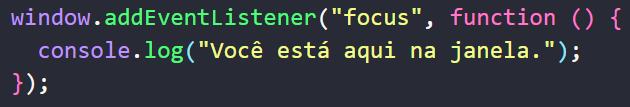 window.addEventListener("focus", function () {
  console.log("Você está aqui na janela.");
});